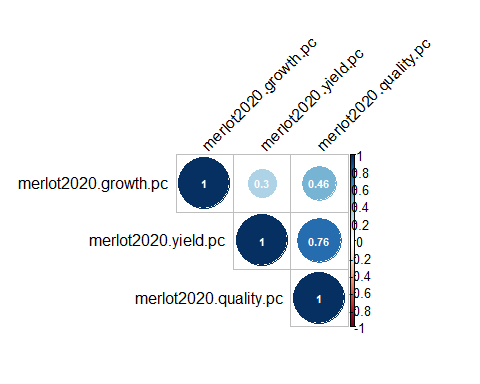 merlot2020.growth.pc
merlot2020.yield.pc
merlot2020.quality.pc
merlot2020.growth.pc 1 0.3 0.46
merlot2020.yield.pc 1 0.76
merlot2020.quality.pc 1
1
0.8
0.6
0.4
0.2
0
-0.2
-0.4
-0.6
-0.8
-1